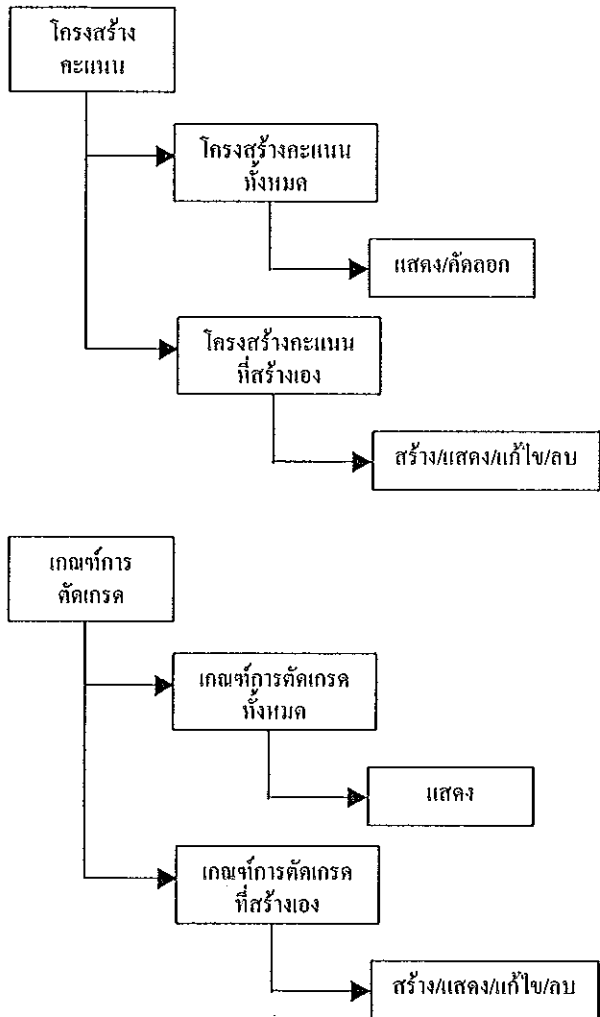 โครงสร้าง
คะแนน
โครงสร้างคะแนน
ทั้งหมด
แสดง/คัดลอก
โครงสร้างคะแนน
ที่สร้างเอง
สร้าง/แสดง/แก้ไข/ลบ
เกณฑ์การ
ตัดเกรด
เกณฑ์การตัดเกรด
ทั้งหมด
แสดง
เกณฑ์การตัดเกรด
ที่สร้างเอง
สร้าง/แสดง/แก้ไข/ลบ